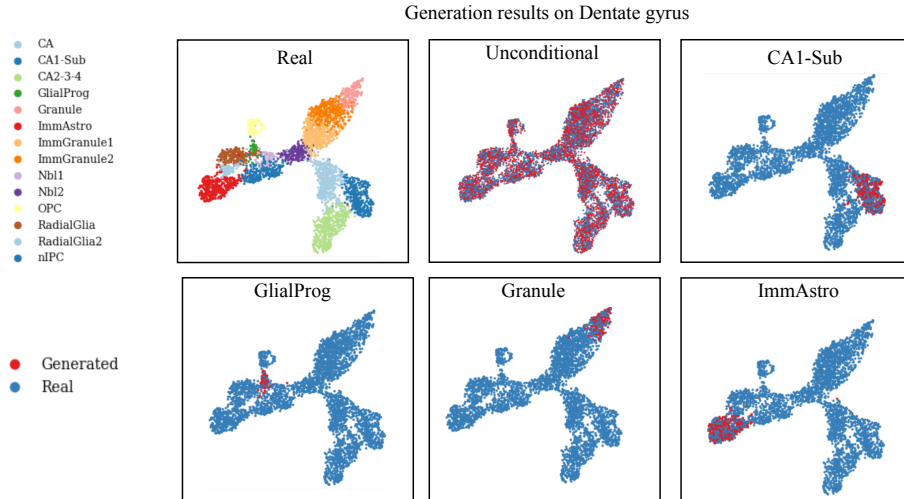 Generation results on Dentate gyrus
CA
CA1-Sub
CA2-3-4
GlialProg
Granule
ImmAstro
ImmGranule1
ImmGranule2
Nbl1
Nbl2
OPC
RadialGlia
RadialGlia2
nIPC
Real
Unconditional
CA1-Sub
GlialProg
Granule
ImmAstro
Generated
Real